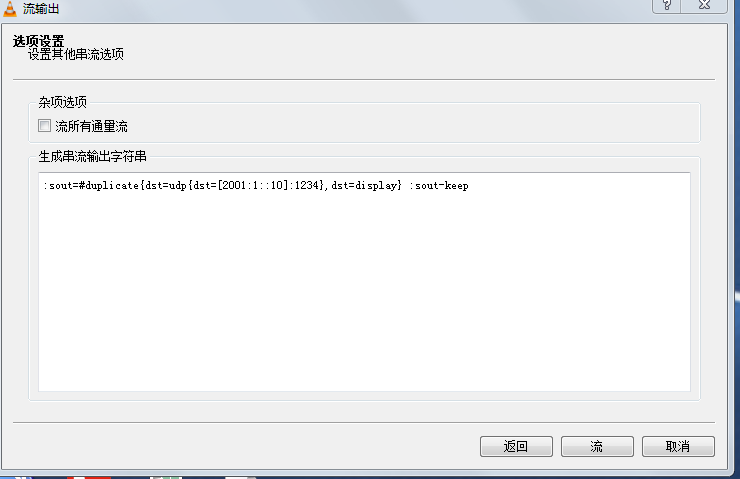 流输出
选项设置
设置其他串流选项
杂项选项
流所有通量流
生成串流输出字符串
:sout=#duplicate{dst=udp{dst=[2001:1::10]:1234},dst=display} :sout-keep
返回
流
取消